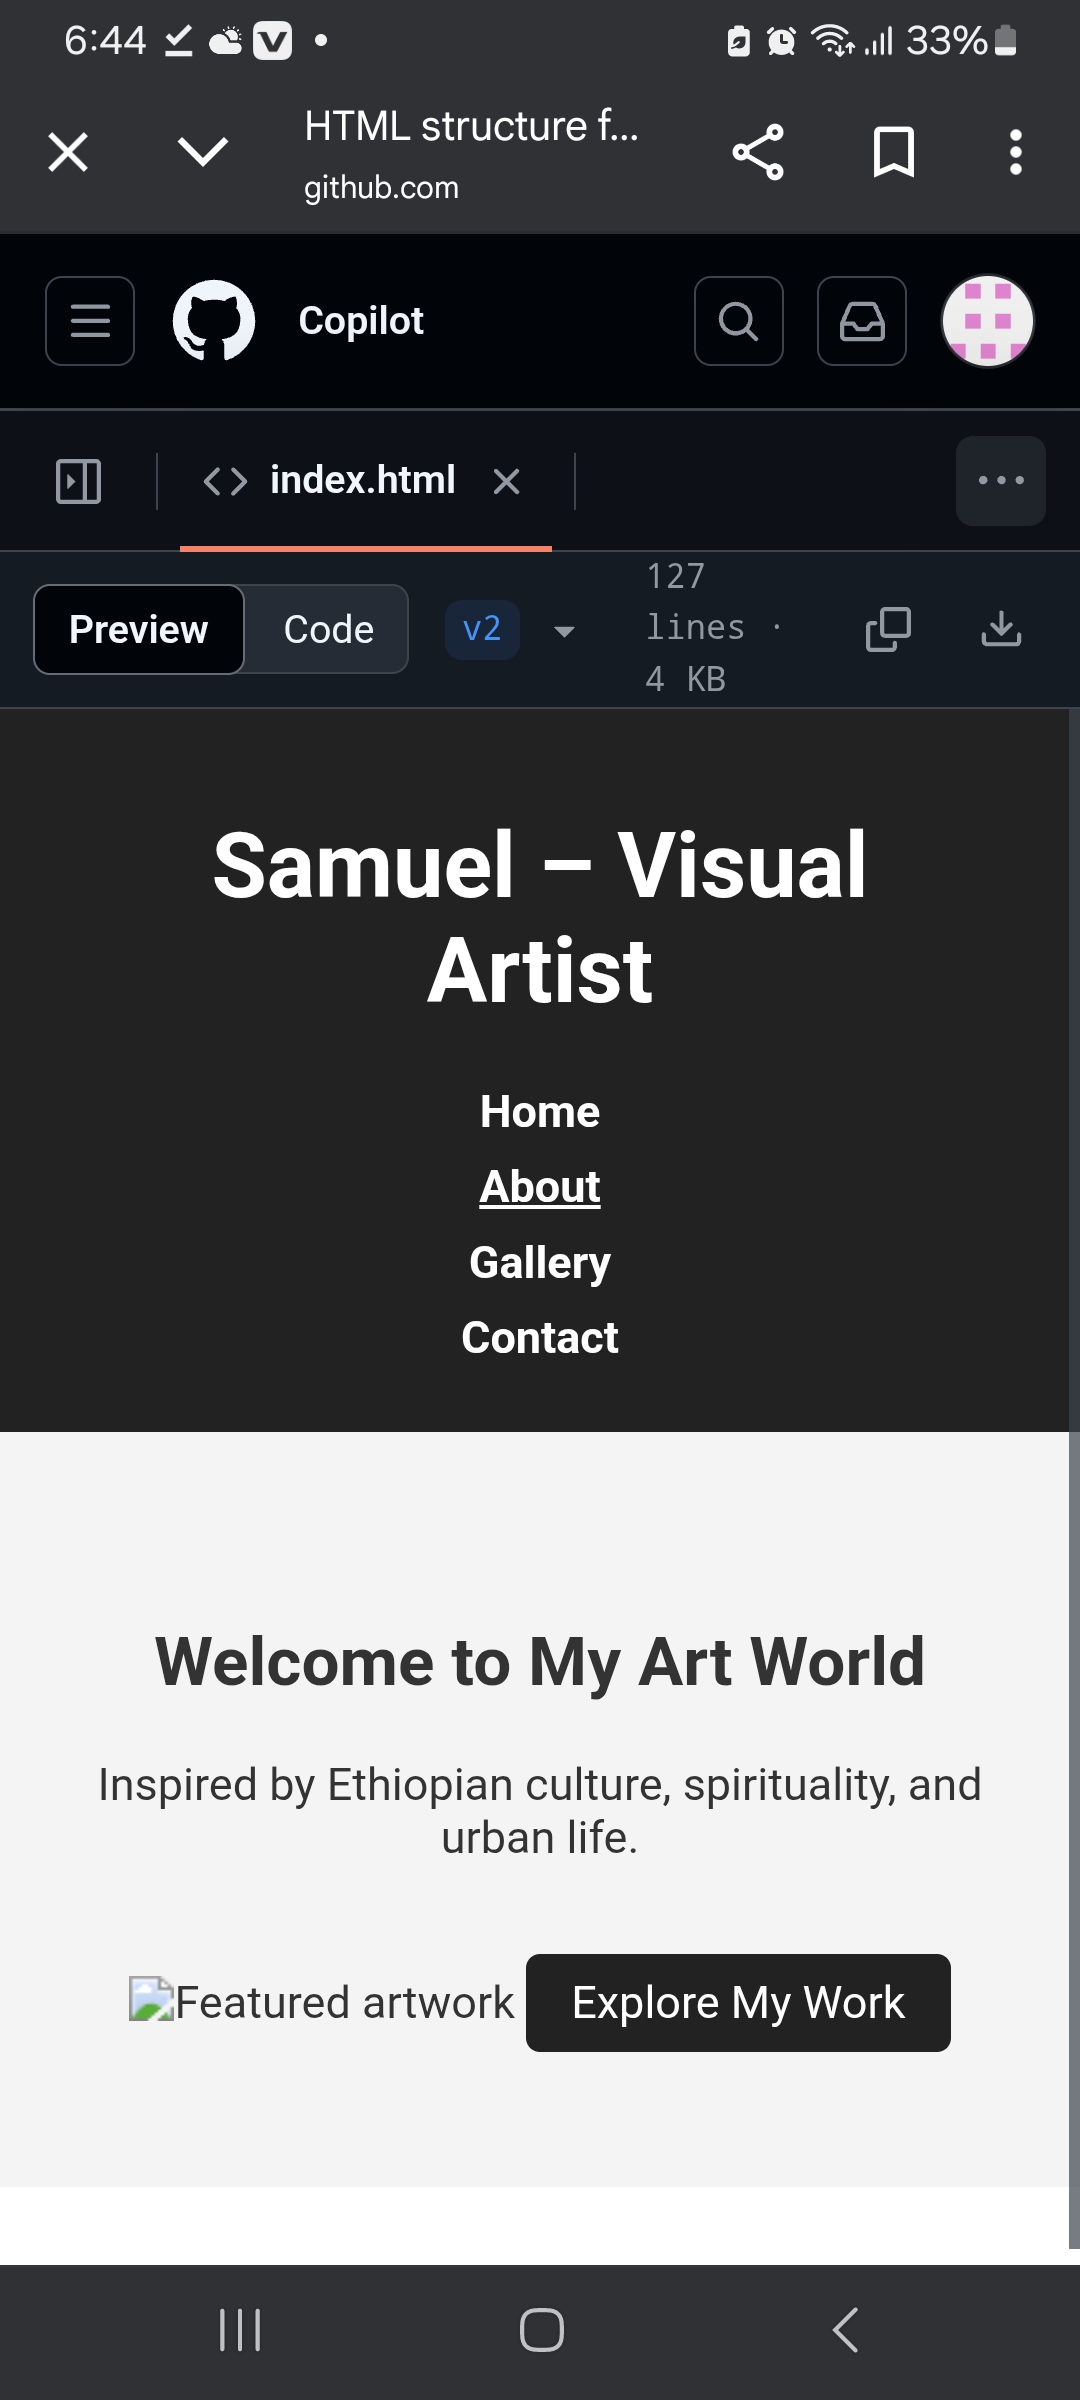 6:44
33%
HTML structure f...
github.com
Copilot
index.html
Preview
Code
v2
127
lines ·
4 KB
Samuel – Visual
Artist
Home
About
Gallery
Contact
Welcome to My Art World
Inspired by Ethiopian culture, spirituality, and
urban life.
Featured artwork
Explore My Work